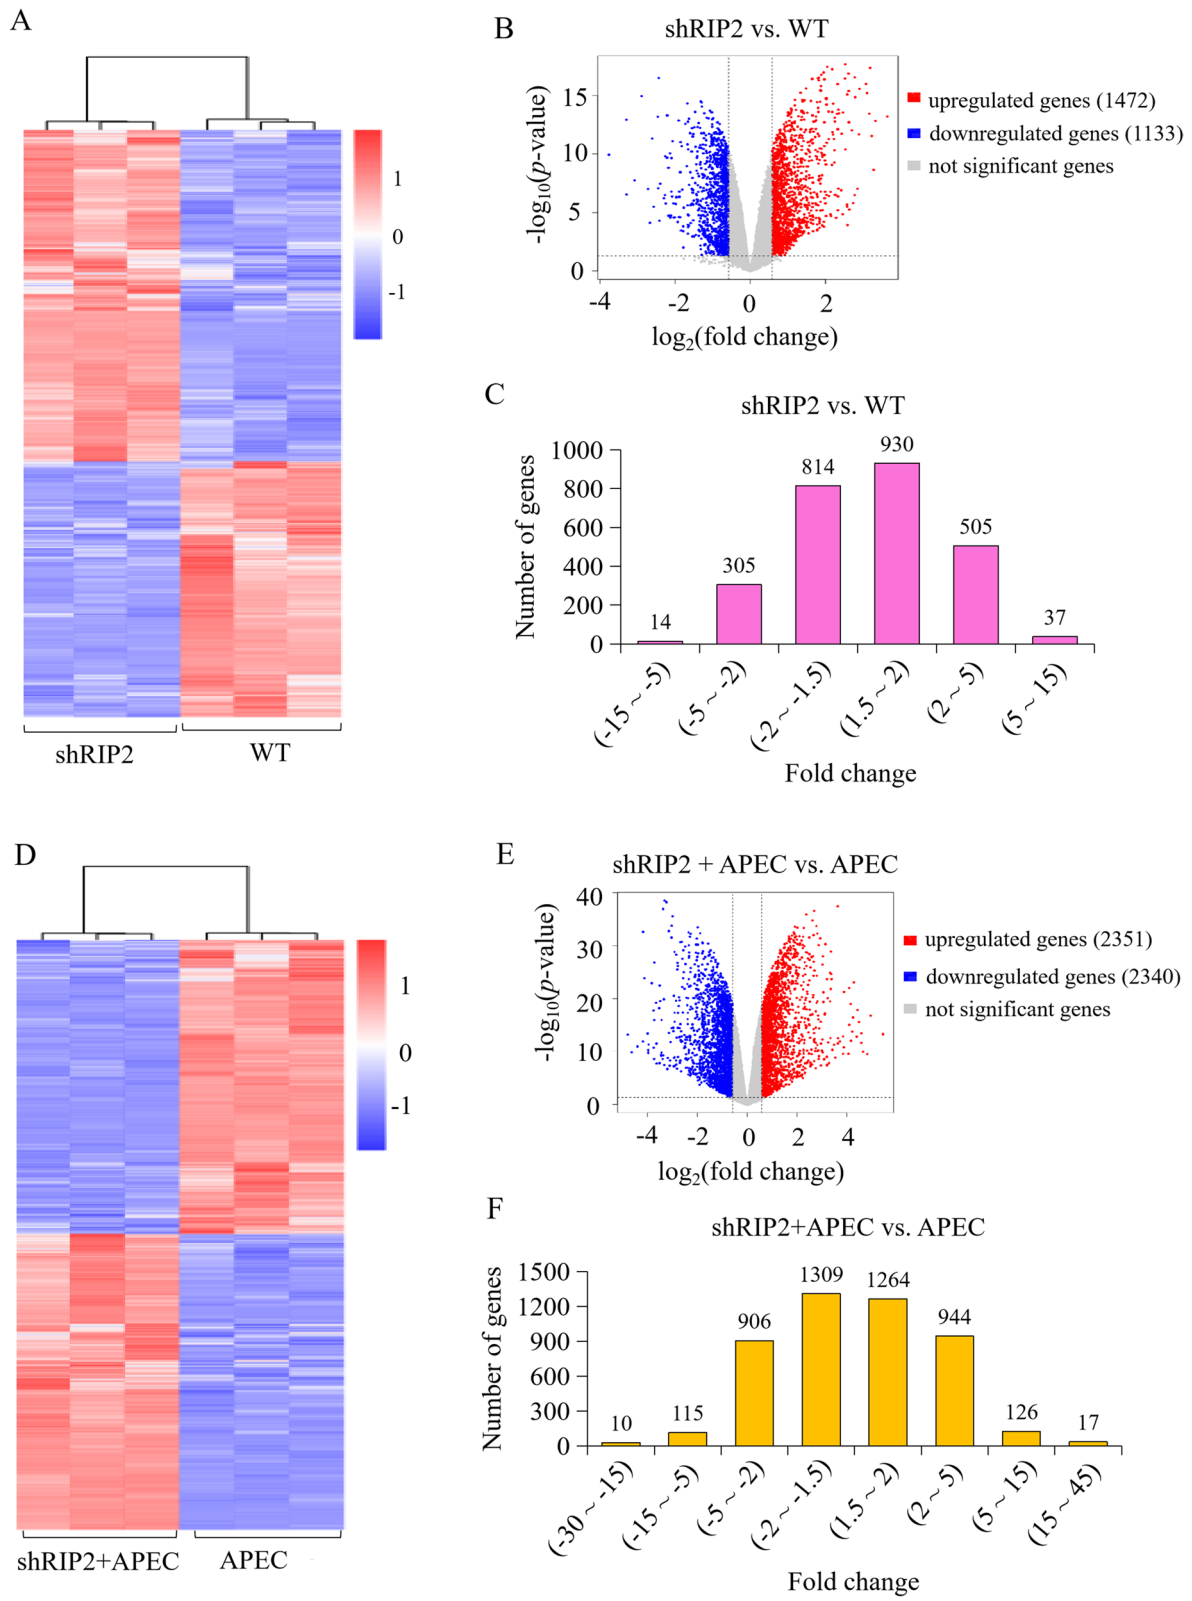 A
1
0
-1
shRIP2
WT
B
shRIP2 vs. WT
-log10(p-value)
15
10
5
0
-4
-2
0
2
log2(fold change)
upregulated genes (1472)
downregulated genes (1133)
not significant genes
C
shRIP2 vs. WT
Number of genes
1000
800
600
400
200
0
14
305
814
930
505
37
(-15 ~ -5)
(-5 ~ -2)
(-2 ~ -1.5)
(1.5 ~ 2)
(2 ~ 5)
(5 ~ 15)
Fold change
D
1
0
-1
shRIP2+APEC
APEC
E
shRIP2 + APEC vs. APEC
-log10(p-value)
40
30
20
10
0
-4
-2
0
2
4
log2(fold change)
upregulated genes (2351)
downregulated genes (2340)
not significant genes
F
shRIP2+APEC vs. APEC
Number of genes
1500
1200
900
600
300
0
10
115
906
1309
1264
944
126
17
(-30 ~ -15)
(-15 ~ -5)
(-5 ~ -2)
(-2 ~ -1.5)
(1.5 ~ 2)
(2 ~ 5)
(5 ~ 15)
(15 ~ 45)
Fold change